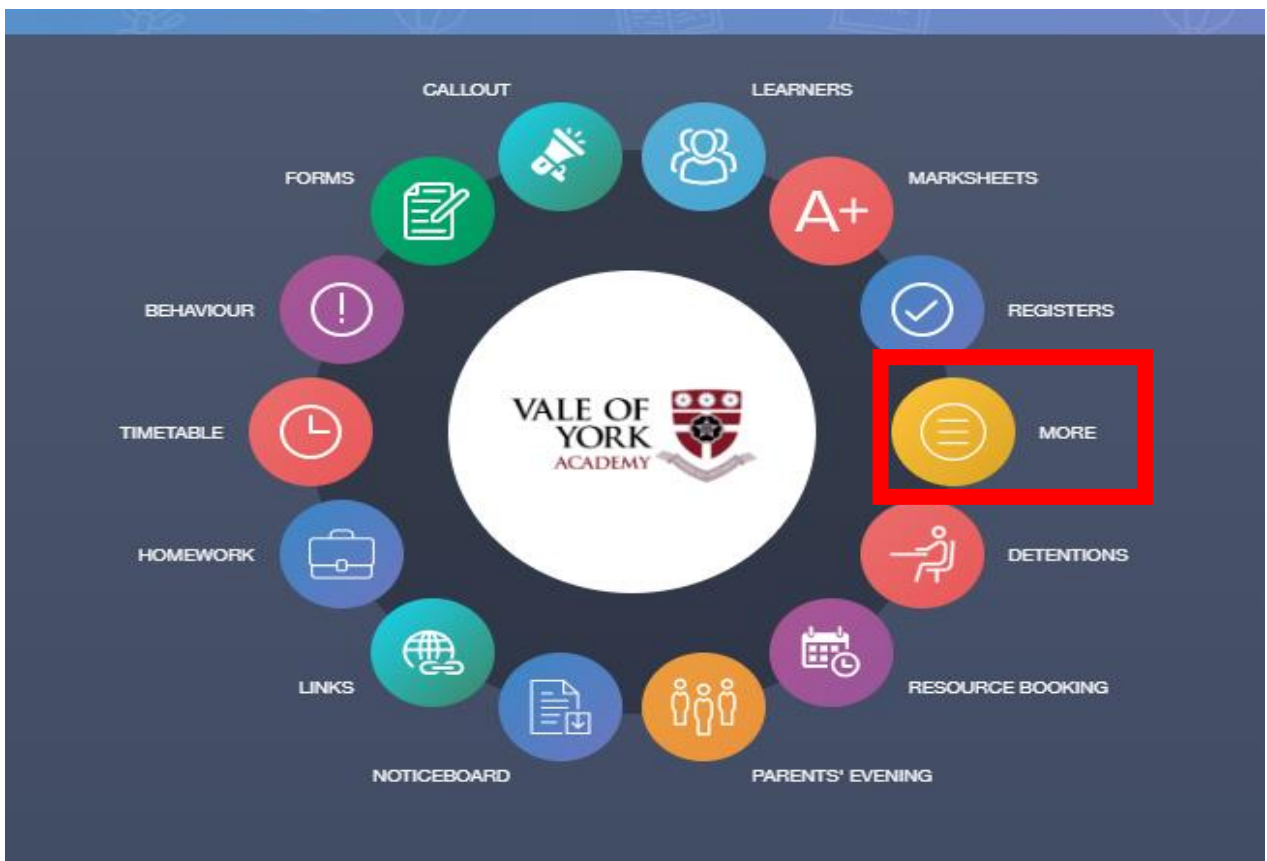 CALLOUT
LEARNERS
FORMS
MARKSHEETS
A+
BEHAVIOUR
REGISTERS
VALE OF
YORK
ACADEMY
TIMETABLE
MORE
HOMEWORK
DETENTIONS
LINKS
RESOURCE BOOKING
NOTICEBOARD
PARENTS' EVENING